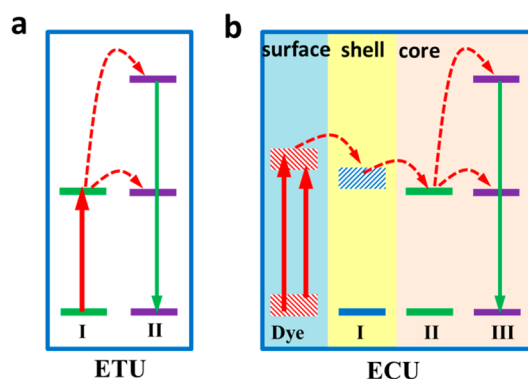 a
I
II
ETU
b
surface shell core
Dye
I
II
III
ECU